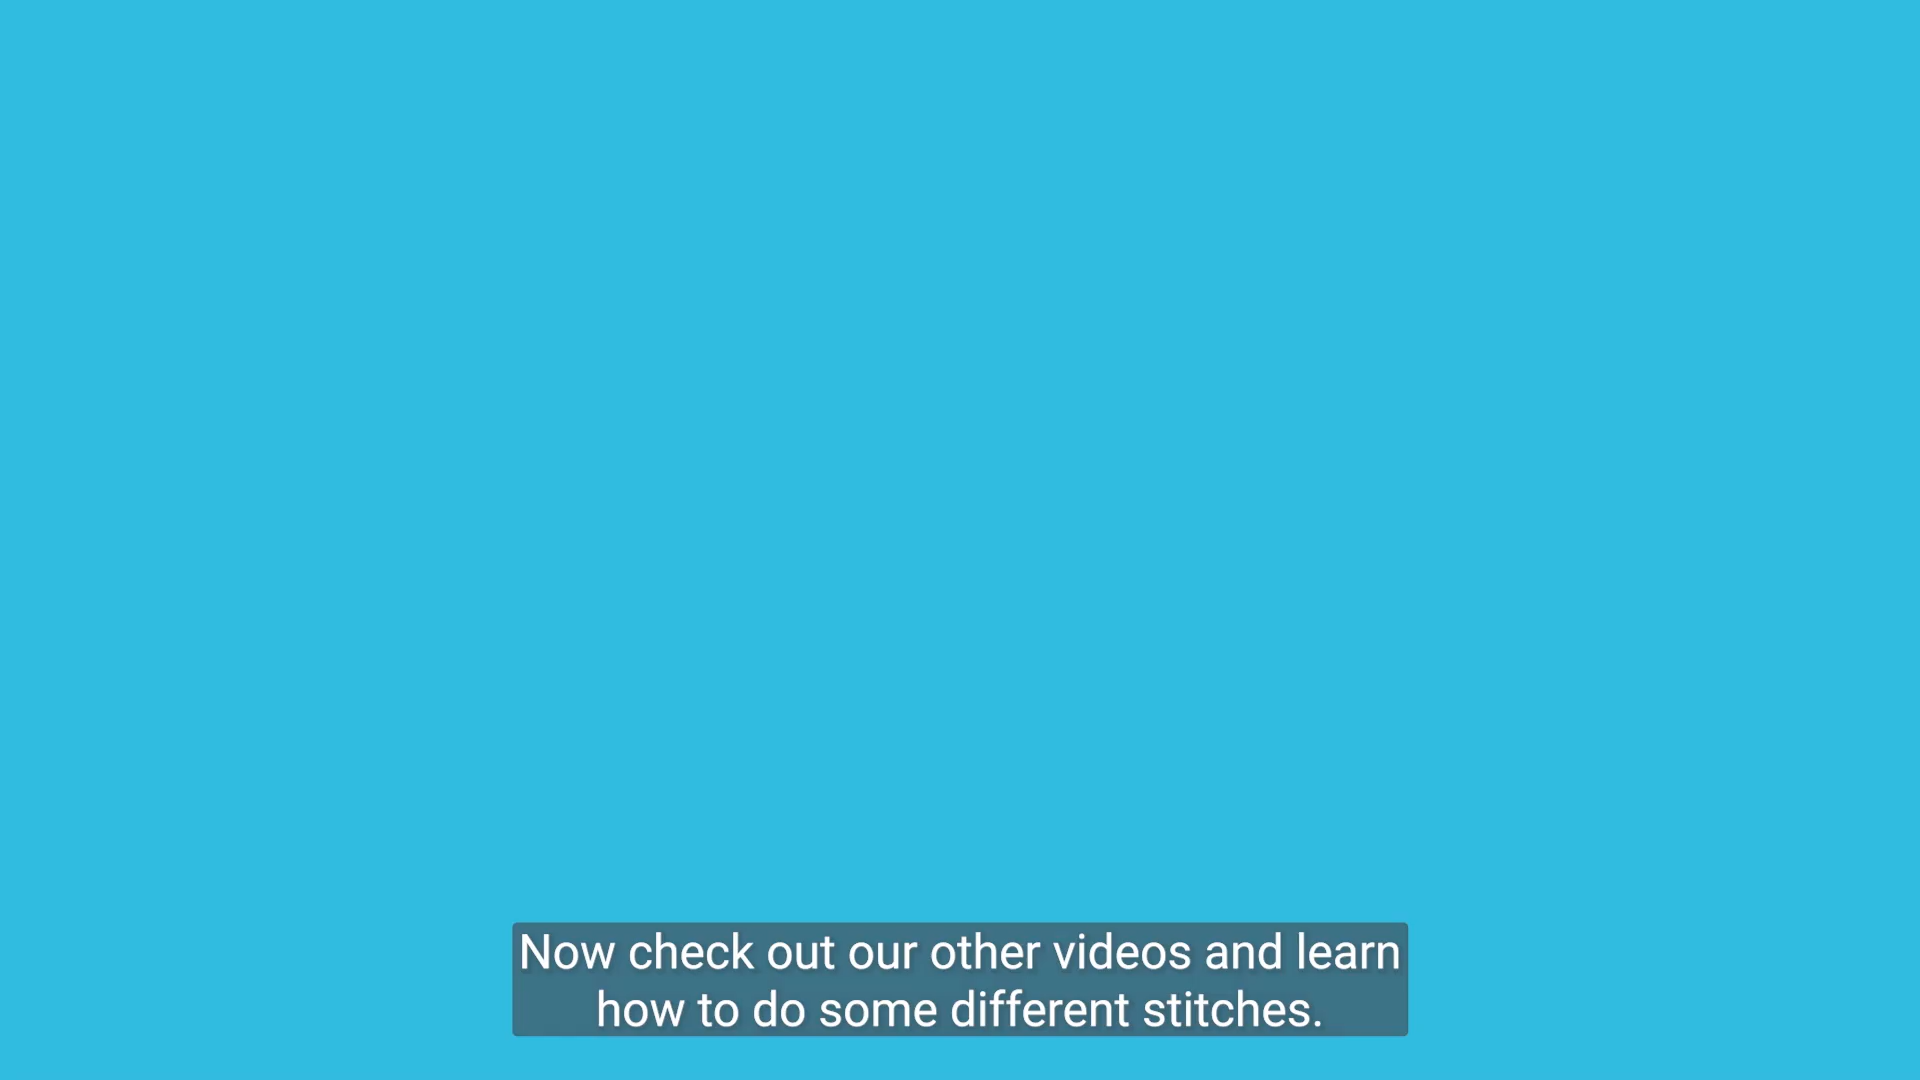 Now check out our other videos and learn
how to do some different stitches.